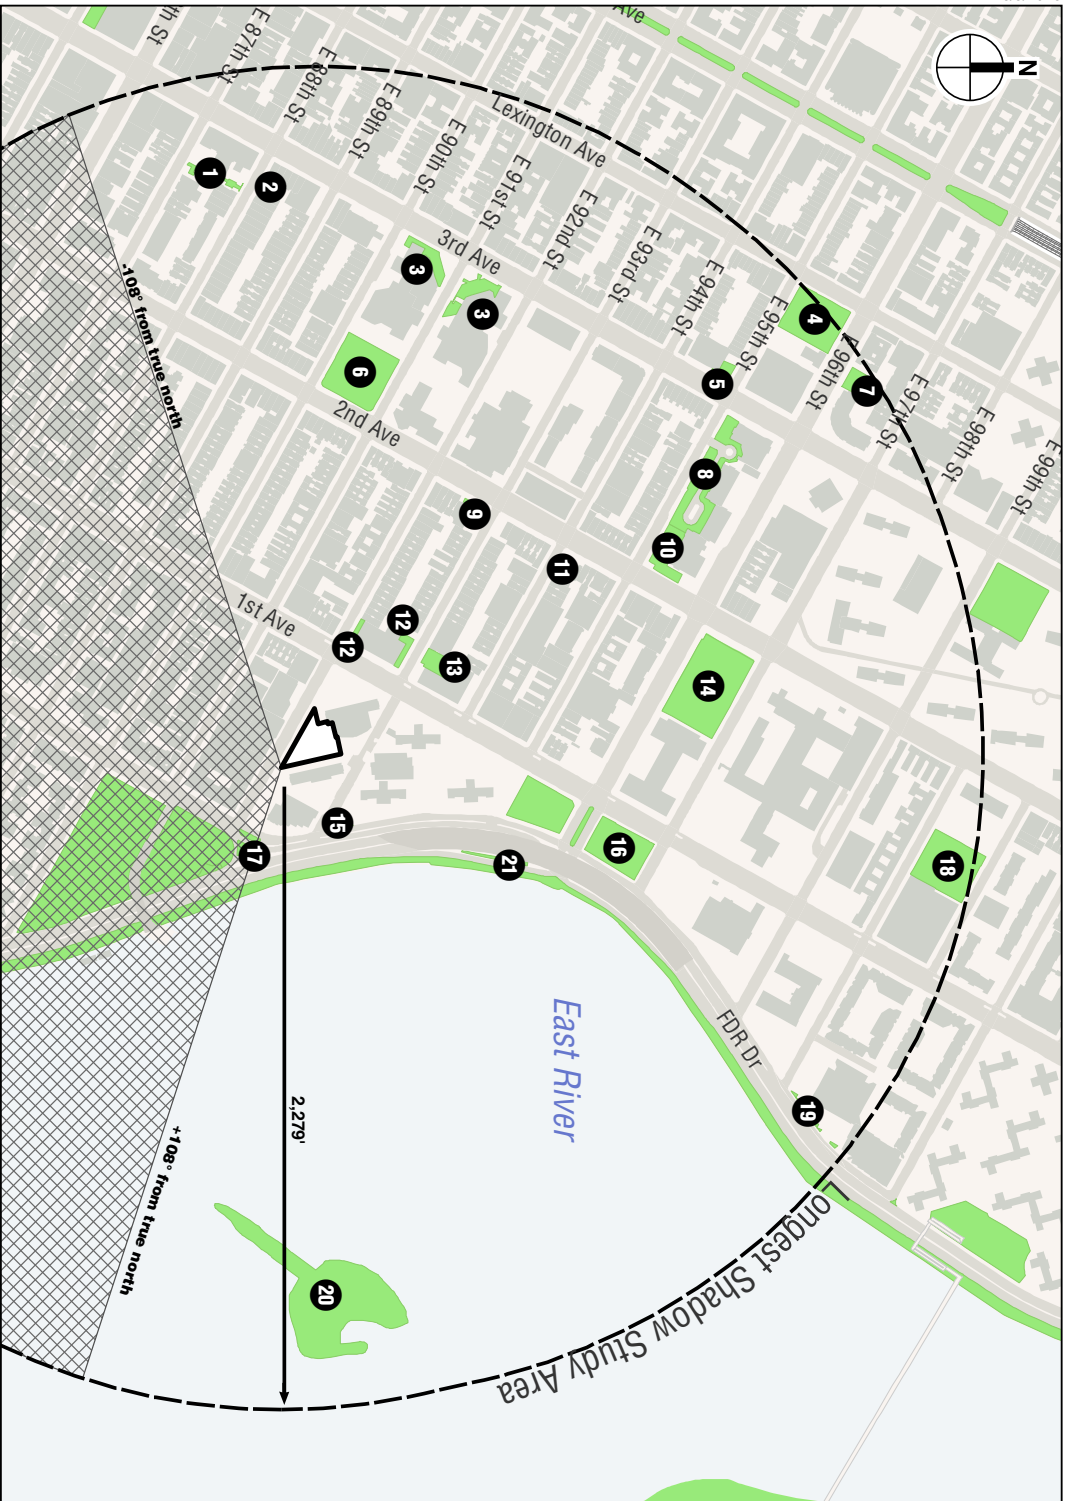 N
Ave
E 87th St
E 88th St
E 89th St
E 90th St
E 91st St
E 92nd St
E 93rd St
E 94th St
E 95th St
E 96th St
E 97th St
E 98th St
E 99th St
Lexington Ave
3rd Ave
2nd Ave
1st Ave
FDR Dr
East River
-108° from true north
+108° from true north
2,279'
Longest Shadow Study Area
1
2
3
3
4
5
6
7
8
9
10
11
12
12
13
14
15
16
17
18
19
20
21